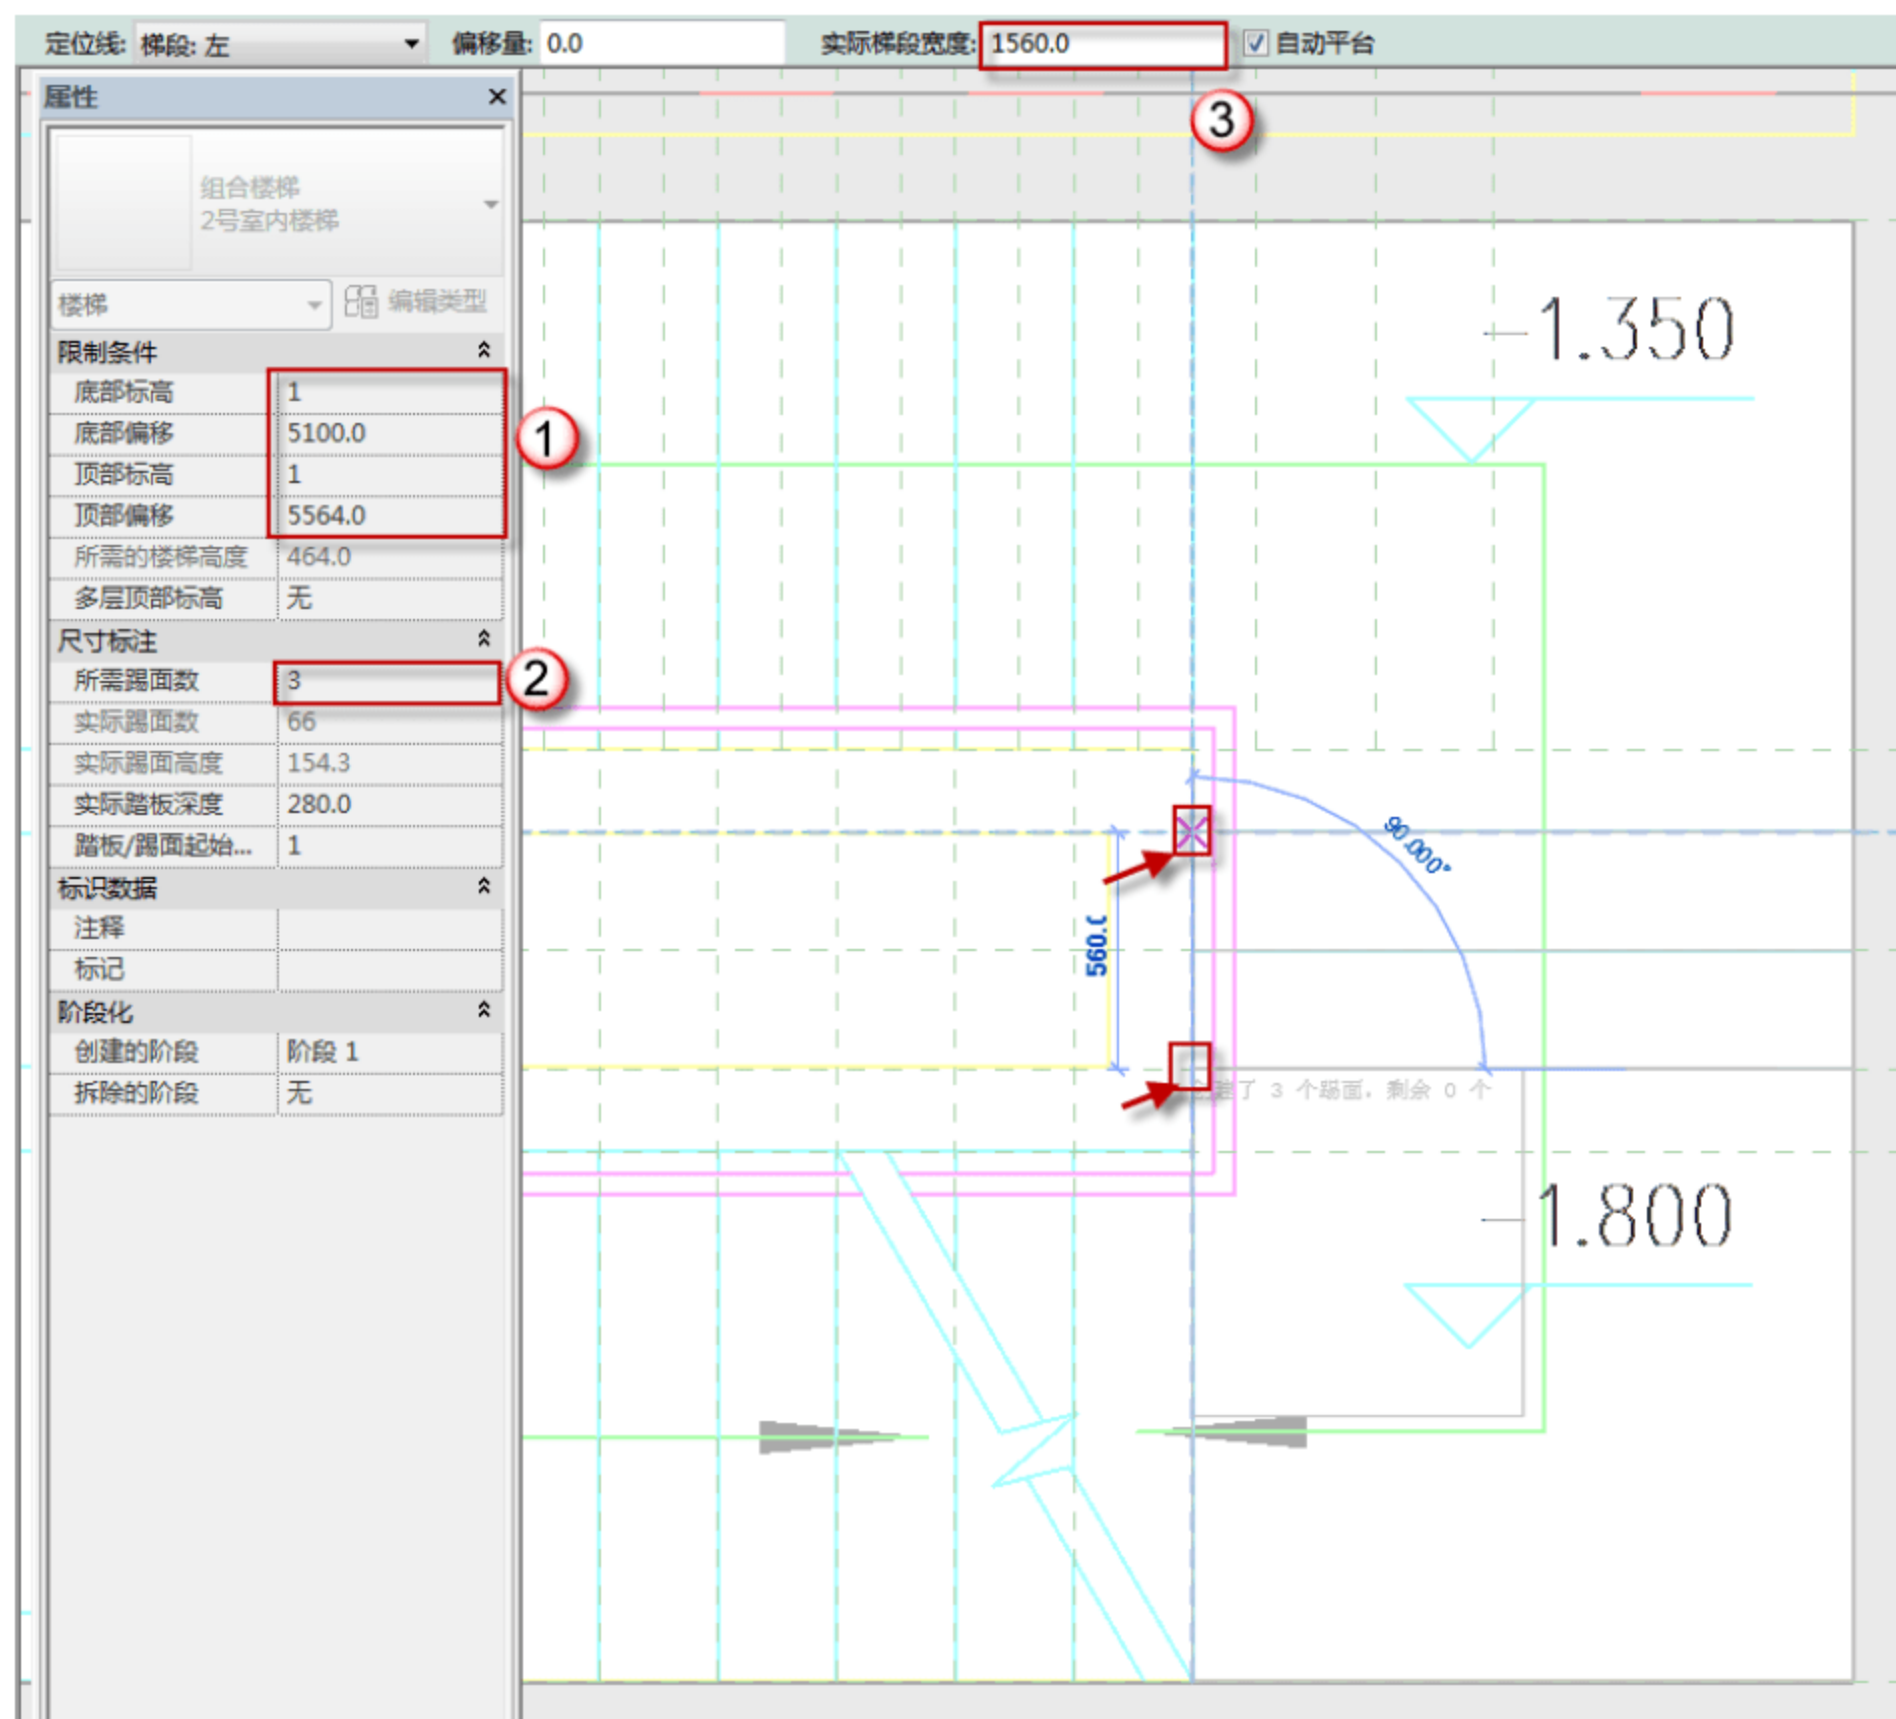 定位线: 梯段: 左 偏移量: 0.0 实际梯段宽度: 1560.0 自动平台
属性
3
组合楼梯
2号室内楼梯
楼梯 编辑类型
限制条件
底部标高 1
底部偏移 5100.0
1
顶部标高 1
顶部偏移 5564.0
所需的楼梯高度 464.0
多层顶部标高 无
尺寸标注
所需踢面数 3
2
实际踢面数 66
实际踢面高度 154.3
实际踏板深度 280.0
踏板/踢面起始... 1
标识数据
注释
标记
阶段化
创建的阶段 阶段 1
拆除的阶段 无
-1.350
90.000°
560.0
了 3 个踢面，剩余 0 个
-1.800